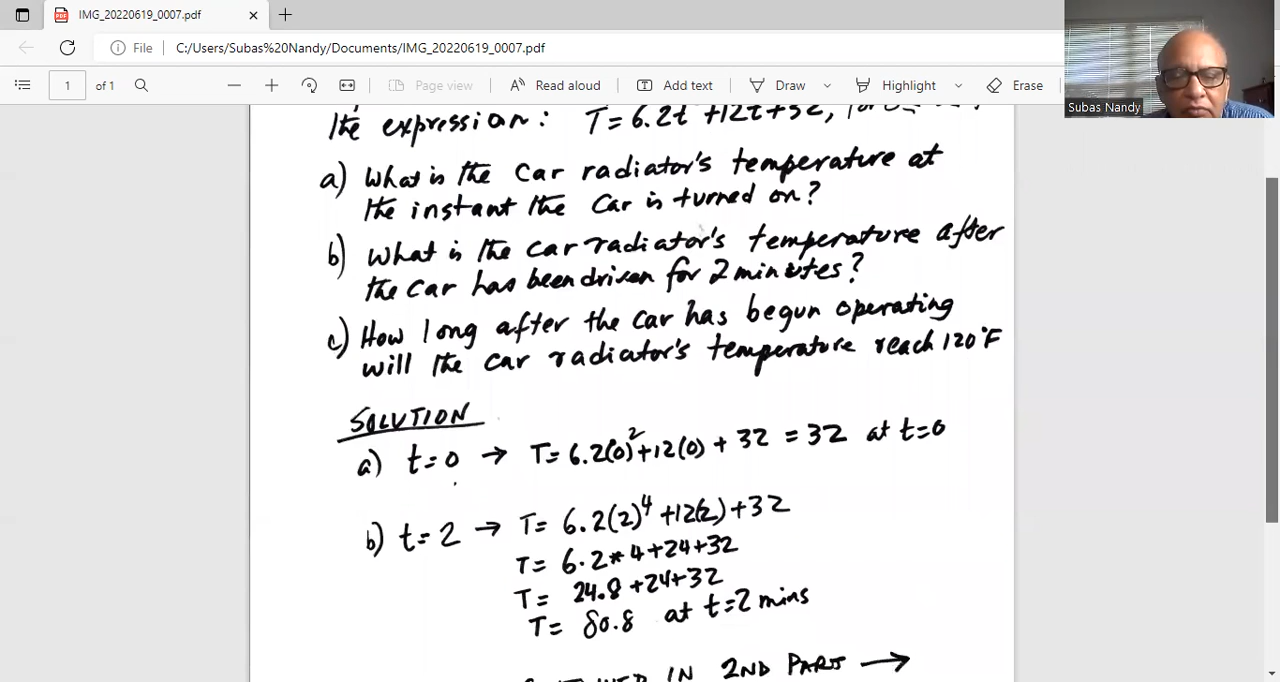 IMG_20220619_0007.pdf
File C:/Users/Subas%20Nandy/Documents/IMG_20220619_0007.pdf
1 of 1 Page view Read aloud Add text Draw Highlight Erase
Subas Nandy
the expression: T = 6.2t +12t+32, for
a) What is the car radiator's temperature at
the instant the car is turned on?
b) What is the car radiator's temperature after
the car has been driven for 2 minutes?
c) How long after the car has begun operating
will the car radiator's temperature reach 120°F
SOLUTION
a) t=0 → T= 6.2(0)²+12(0) + 32 = 32 at t=0
b) t=2 → T= 6.2(2)⁴ +12(2)+32
T= 6.2*4+24+32
T= 24.8+24+32
T= 80.8 at t=2 mins
IN 2ND PART →